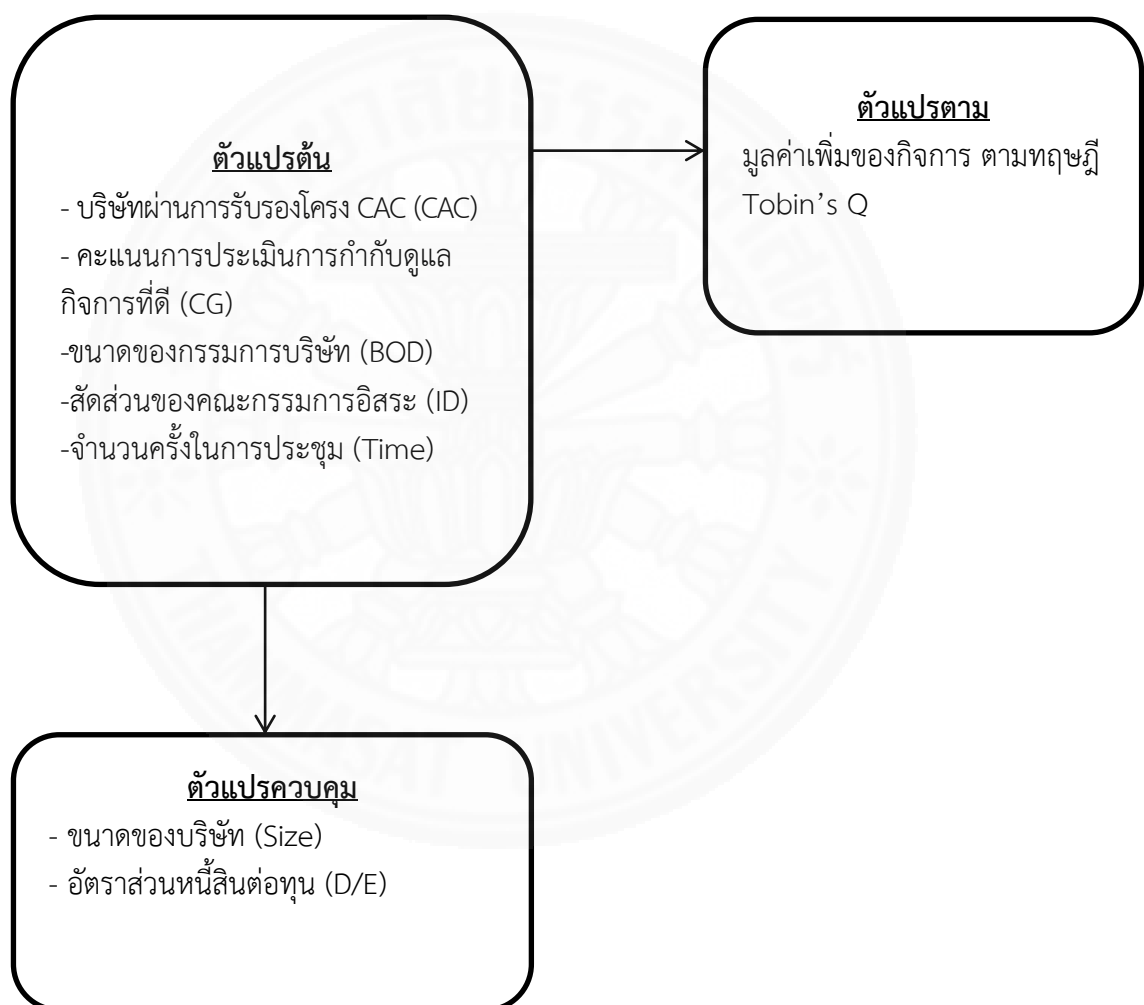 ตัวแปรต้น
- บริษัทผ่านการรับรองโครง CAC (CAC)
- คะแนนการประเมินการกำกับดูแล
กิจการที่ดี (CG)
-ขนาดของกรรมการบริษัท (BOD)
-สัดส่วนของคณะกรรมการอิสระ (ID)
-จำนวนครั้งในการประชุม (Time)
ตัวแปรตาม
มูลค่าเพิ่มของกิจการ ตามทฤษฎี
Tobin’s Q
ตัวแปรควบคุม
- ขนาดของบริษัท (Size)
- อัตราส่วนหนี้สินต่อทุน (D/E)
THAMMASAT UNIVERSITY